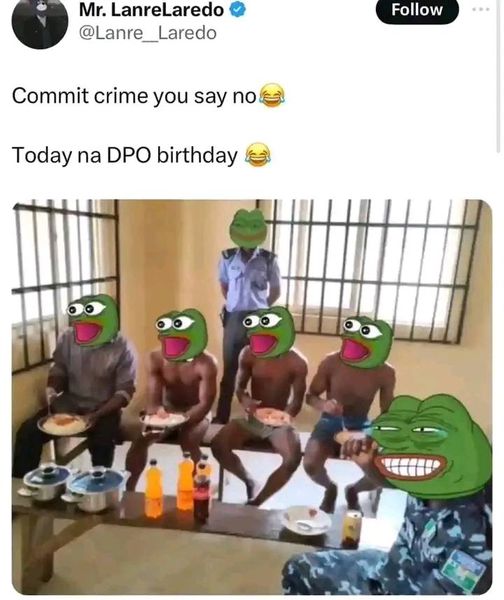 Mr. LanreLaredo
@Lanre__Laredo
Follow
Commit crime you say no😂
Today na DPO birthday 😂